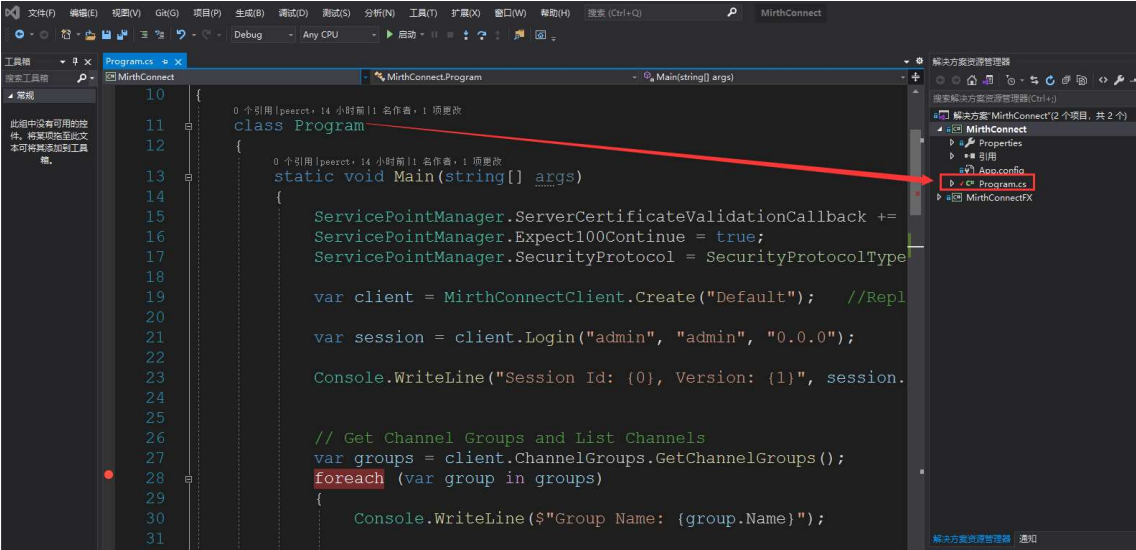 文件(F) 编辑(E) 视图(V) Git(G) 项目(P) 生成(B) 调试(D) 测试(S) 分析(N) 工具(T) 扩展(X) 窗口(W) 帮助(H) 搜索 (Ctrl+Q) MirthConnect
Debug Any CPU 启动
工具箱
搜索工具箱
常规
此组中没有可用的控
件。将某项拖至此文
本可将其添加到工具
箱。
Program.cs
MirthConnect MirthConnect.Program Main(string[] args)
10 {
0 个引用|peerct，14 小时前|1 名作者，1 项更改
11 class Program
12 {
0 个引用|peerct，14 小时前|1 名作者，1 项更改
13 static void Main(string[] args)
14 {
15 ServicePointManager.ServerCertificateValidationCallback +=
16 ServicePointManager.Expect100Continue = true;
17 ServicePointManager.SecurityProtocol = SecurityProtocolType
18
19 var client = MirthConnectClient.Create("Default"); //Repl
20
21 var session = client.Login("admin", "admin", "0.0.0");
22
23 Console.WriteLine("Session Id: {0}, Version: {1}", session.
24
25
26 // Get Channel Groups and List Channels
27 var groups = client.ChannelGroups.GetChannelGroups();
28 foreach (var group in groups)
29 {
30 Console.WriteLine($"Group Name: {group.Name}");
31
解决方案资源管理器
搜索解决方案资源管理器(Ctrl+;)
解决方案"MirthConnect"(2 个项目，共 2 个)
MirthConnect
Properties
引用
App.config
Program.cs
MirthConnectFX
解决方案资源管理器 通知